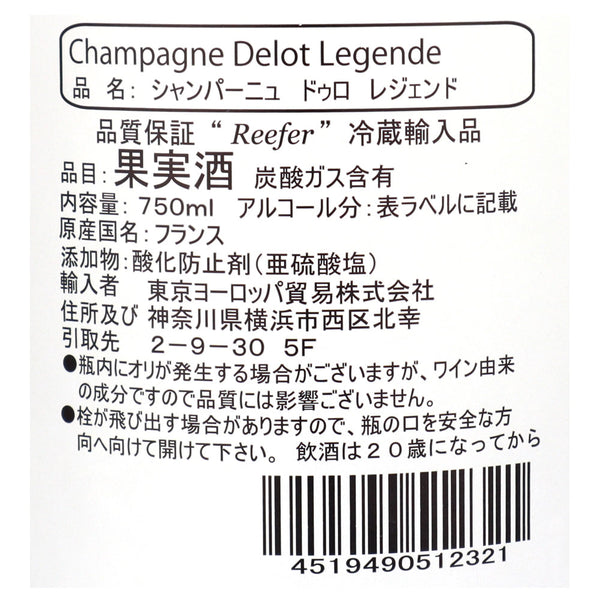 Champagne Delot Legende
品 名: シャンパーニュ ドゥロ レジェンド
品質保証 “ Reefer ” 冷蔵輸入品
品目: 果実酒 炭酸ガス含有
内容量: 750ml アルコール分:表ラベルに記載
原産国名:フランス
添加物:酸化防止剤(亜硫酸塩)
輸入者 東京ヨーロッパ貿易株式会社
住所及び 神奈川県横浜市西区北幸
引取先 2-9-30 5F
●瓶内にオリが発生する場合がございますが、ワイン由来
の成分ですので品質には影響ございません。
●栓が飛び出す場合がありますので、瓶の口を安全な方
向へ向けて開けて下さい。 飲酒は20歳になってから
4519490512321